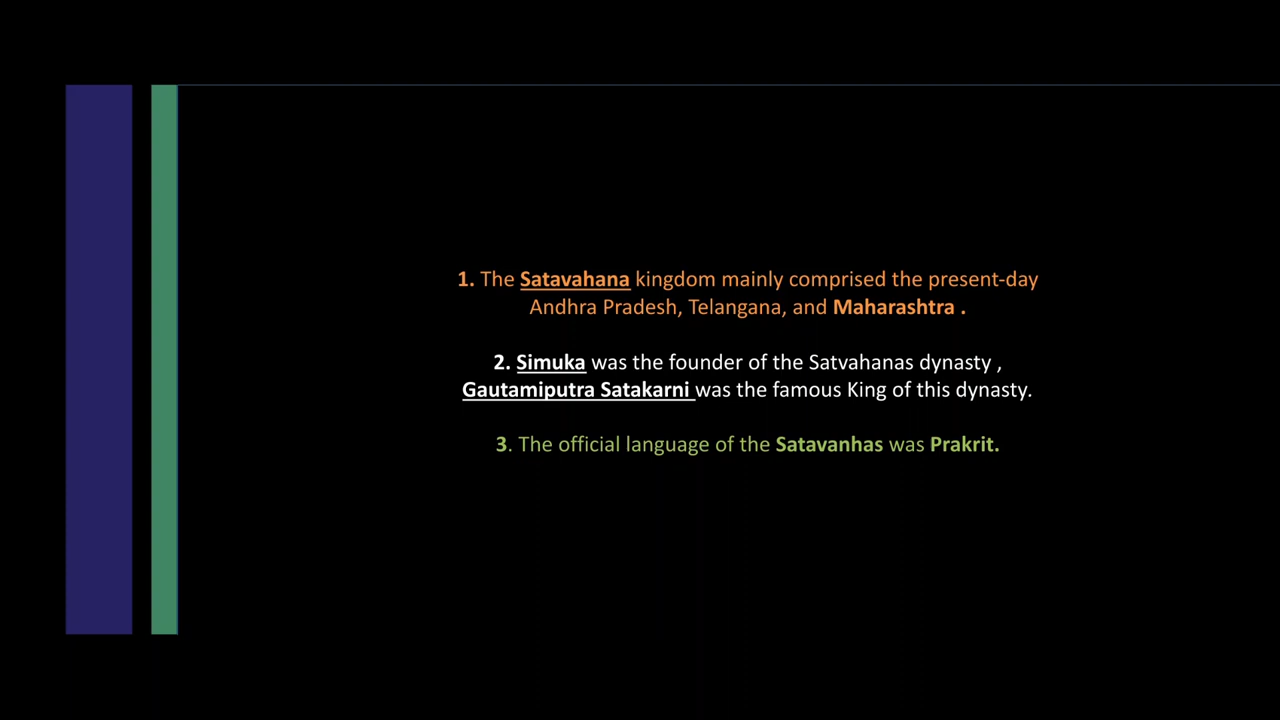 1. The Satavahana kingdom mainly comprised the present-day
Andhra Pradesh, Telangana, and Maharashtra .
2. Simuka was the founder of the Satvahanas dysnasty ,
Gautamiputra Satakarni was the famous King of this dynasty.
3. The official language of the Satavanhas was Prakrit.